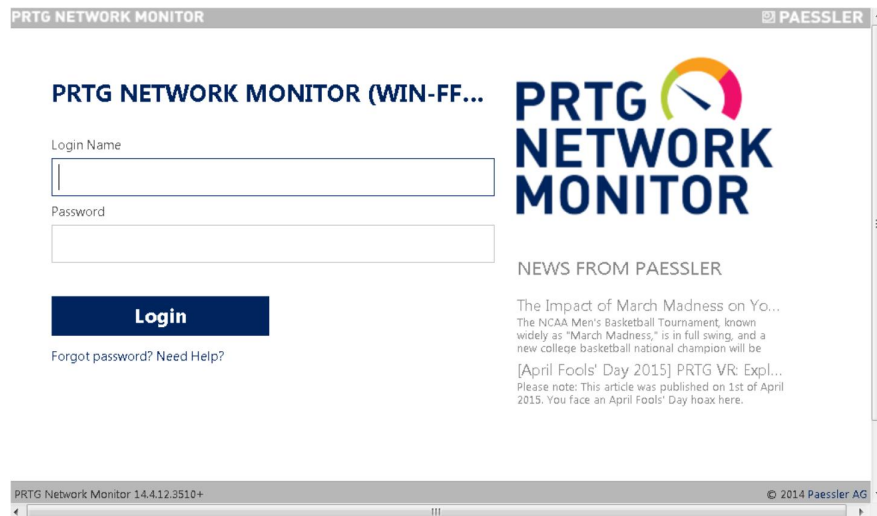 PRTG NETWORK MONITOR
PAESSLER
PRTG NETWORK MONITOR (WIN-FF...
Login Name
Password
Login
Forgot password? Need Help?
PRTG
NETWORK
MONITOR
NEWS FROM PAESSLER
The Impact of March Madness on Yo...
The NCAA Men's Basketball Tournament, known
widely as "March Madness," is in full swing, and a
new college basketball national champion will be
[April Fools' Day 2015] PRTG VR: Expl...
Please note: This article was published on 1st of April
2015. You face an April Fools' Day hoax here.
PRTG Network Monitor 14.4.12.3510+
© 2014 Paessler AG